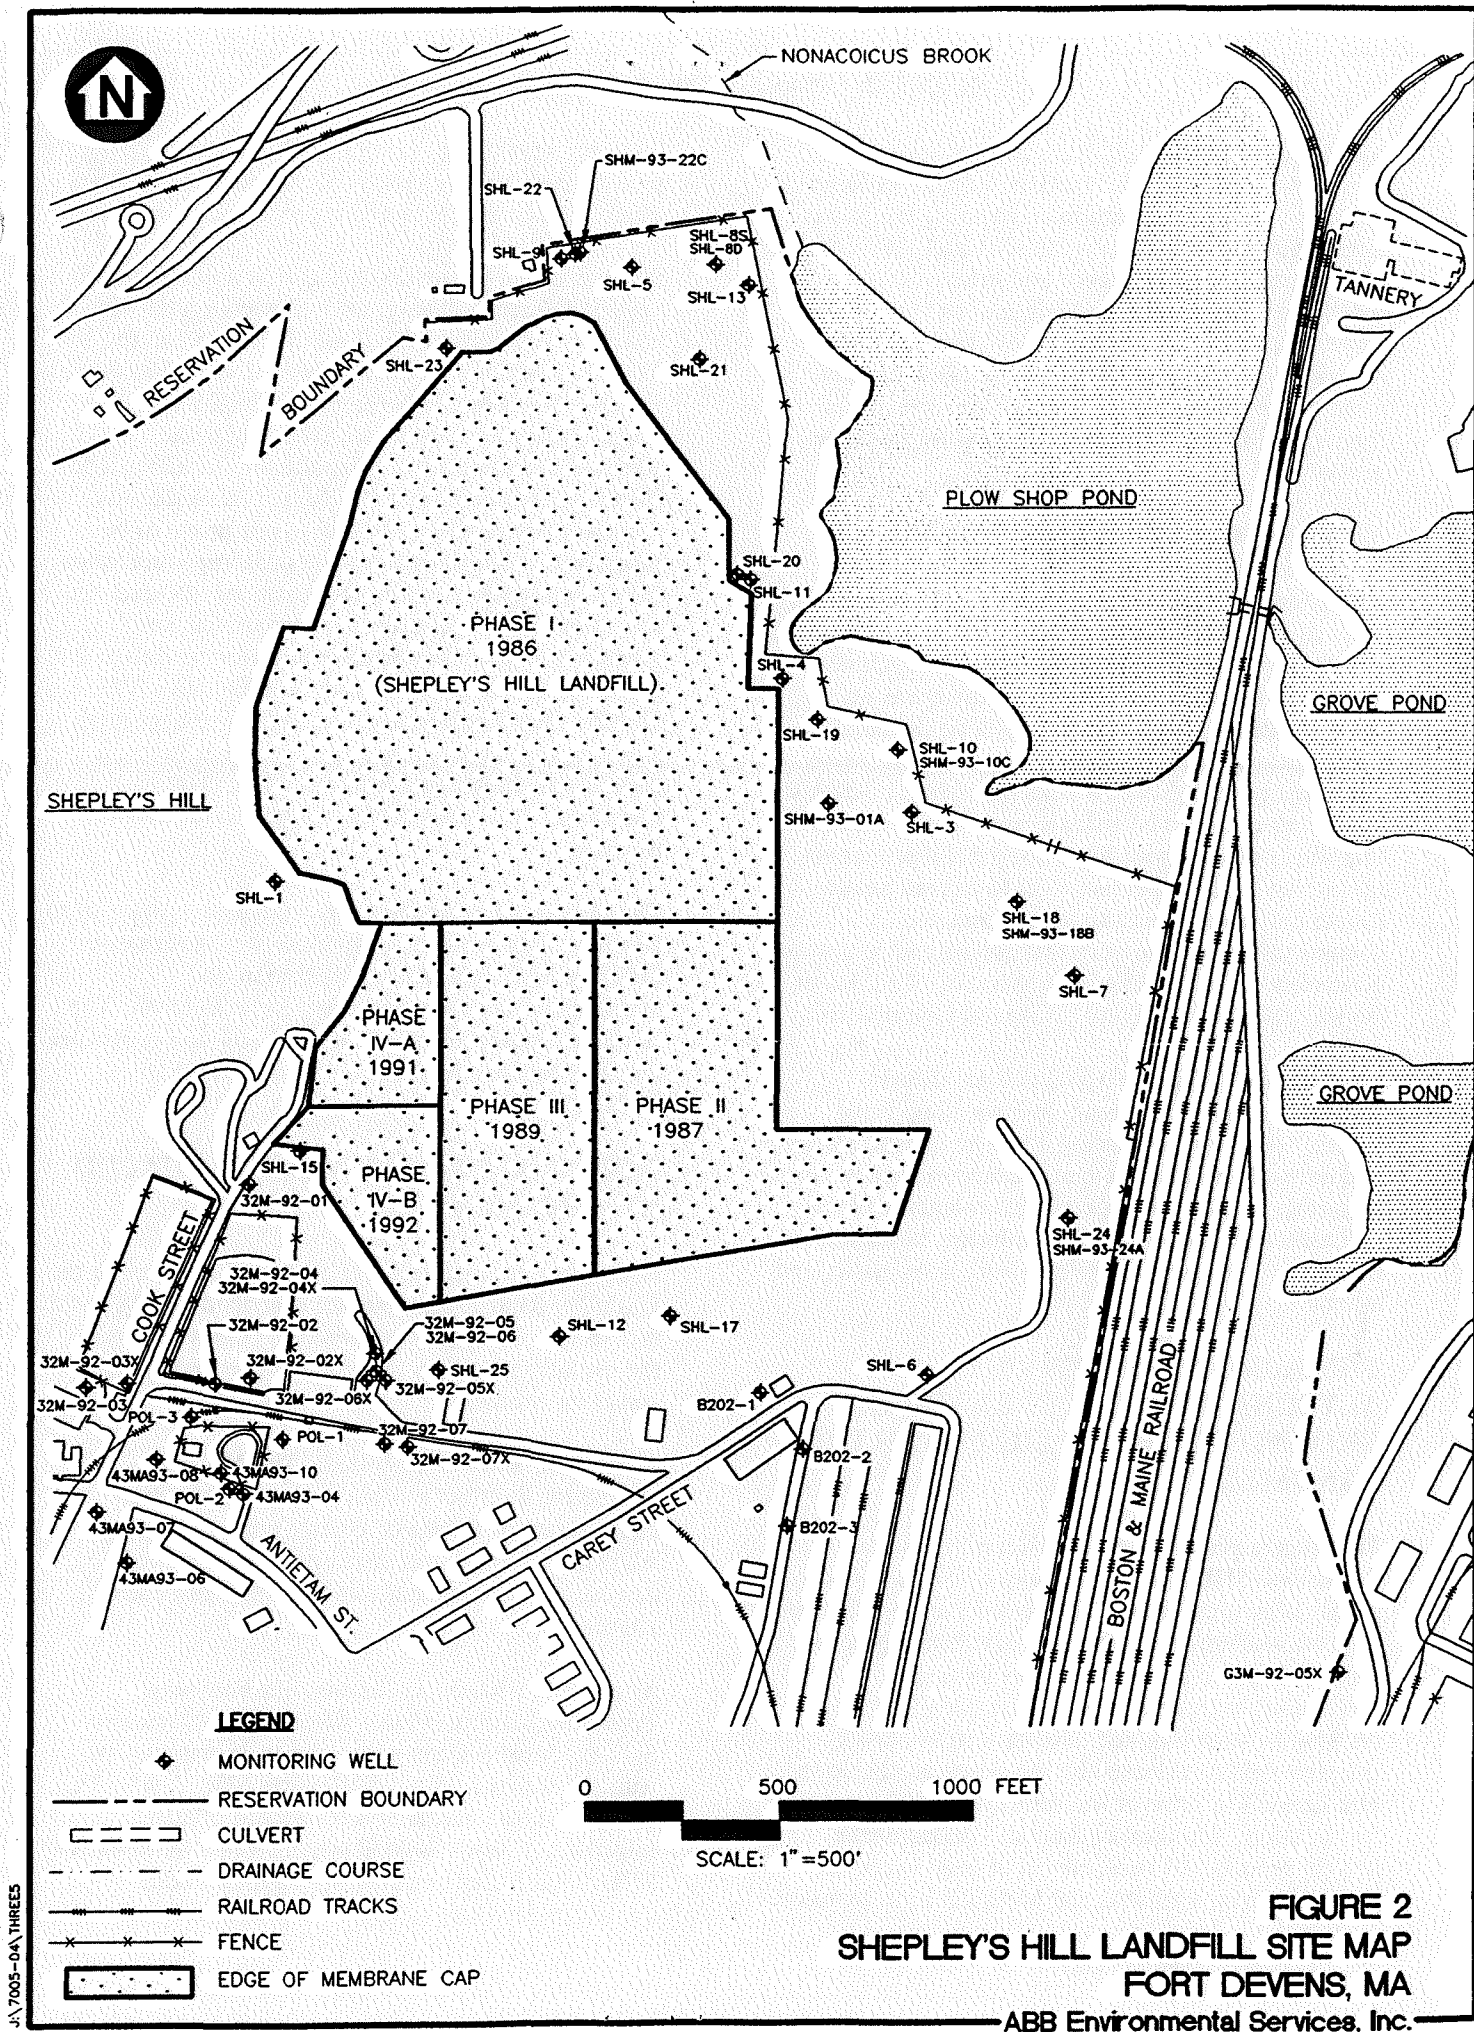 N
NONACOICUS BROOK
SHM-93-22C
SHL-22
SHL-9
SHL-8S
SHL-8D
SHL-5
SHL-13
TANNERY
RESERVATION
BOUNDARY
SHL-23
SHL-21
PLOW SHOP POND
SHL-20
SHL-11
PHASE I
1986
(SHEPLEY'S HILL LANDFILL)
SHL-4
GROVE POND
SHL-19
SHL-10
SHM-93-10C
SHEPLEY'S HILL
SHM-93-01A
SHL-3
SHL-1
SHL-18
SHM-93-18B
SHL-7
PHASE
IV-A
1991
PHASE III
1989
PHASE II
1987
GROVE POND
SHL-15
PHASE
IV-B
1992
32M-92-01
COOK STREET
SHL-24
SHM-93-24A
32M-92-04
32M-92-04X
32M-92-02
32M-92-05
32M-92-06
SHL-12
SHL-17
32M-92-03X
32M-92-02X
SHL-25
SHL-6
32M-92-03
32M-92-06X
32M-92-05X
B202-1
POL-3
32M-92-07
POL-1
32M-92-07X
B202-2
43MA93-08
43MA93-10
POL-2
43MA93-04
43MA93-07
B202-3
CAREY STREET
ANTIETAM ST.
43MA93-06
BOSTON & MAINE RAILROAD
G3M-92-05X
LEGEND
MONITORING WELL
RESERVATION BOUNDARY
CULVERT
DRAINAGE COURSE
RAILROAD TRACKS
FENCE
EDGE OF MEMBRANE CAP
0 500 1000 FEET
SCALE: 1"=500'
FIGURE 2
SHEPLEY'S HILL LANDFILL SITE MAP
FORT DEVENS, MA
ABB Environmental Services, Inc.
J:\7005-04\THREE5